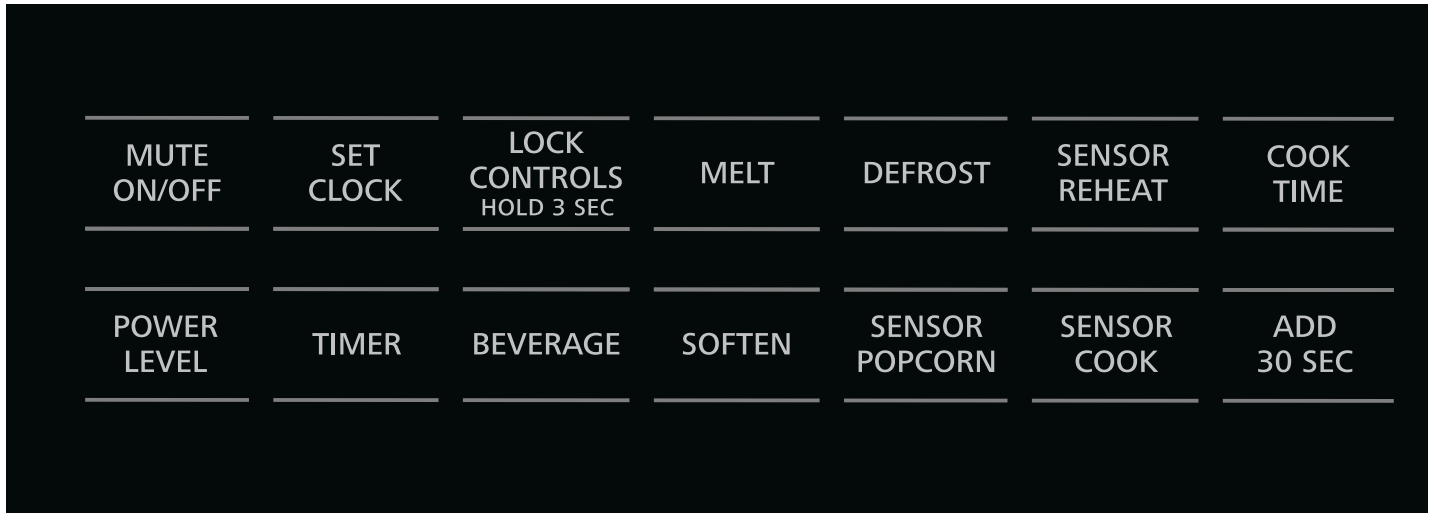 MUTE
ON/OFF
SET
CLOCK
LOCK
CONTROLS
HOLD 3 SEC
MELT
DEFROST
SENSOR
REHEAT
COOK
TIME
POWER
LEVEL
TIMER
BEVERAGE
SOFTEN
SENSOR
POPCORN
SENSOR
COOK
ADD
30 SEC